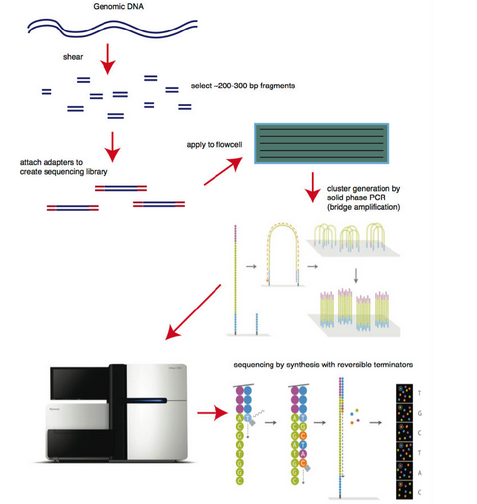 Genomic DNA
shear
select ~200-300 bp fragments
attach adapters to
create sequencing library
apply to flowcell
cluster generation by
solid phase PCR
(bridge amplification)
sequencing by synthesis with reversible terminators
T
G
C
T
A
C